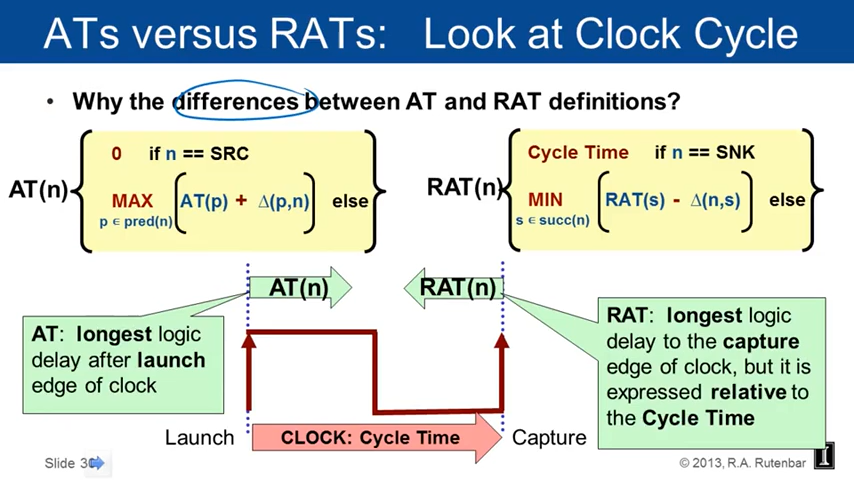 ATs versus RATs: Look at Clock Cycle
• Why the differences between AT and RAT definitions?
AT(n)
0 if n == SRC
MAX p ∈ pred(n) ( AT(p) + Δ(p,n) ) else
RAT(n)
Cycle Time if n == SNK
MIN s ∈ succ(n) ( RAT(s) - Δ(n,s) ) else
AT(n)
RAT(n)
AT: longest logic
delay after launch
edge of clock
RAT: longest logic
delay to the capture
edge of clock, but it is
expressed relative to
the Cycle Time
Launch
CLOCK: Cycle Time
Capture
Slide
© 2013, R.A. Rutenbar
I